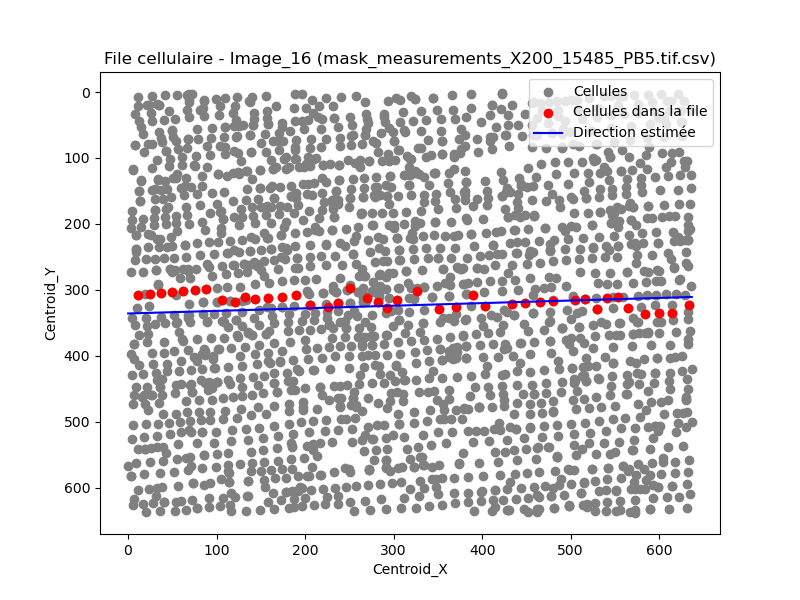 File cellulaire - Image_16 (mask_measurements_X200_15485_PB5.tif.csv)
Cellules
Cellules dans la file
Direction estimée
0
100
200
300
400
500
600
Centroid_Y
0 100 200 300 400 500 600
Centroid_X